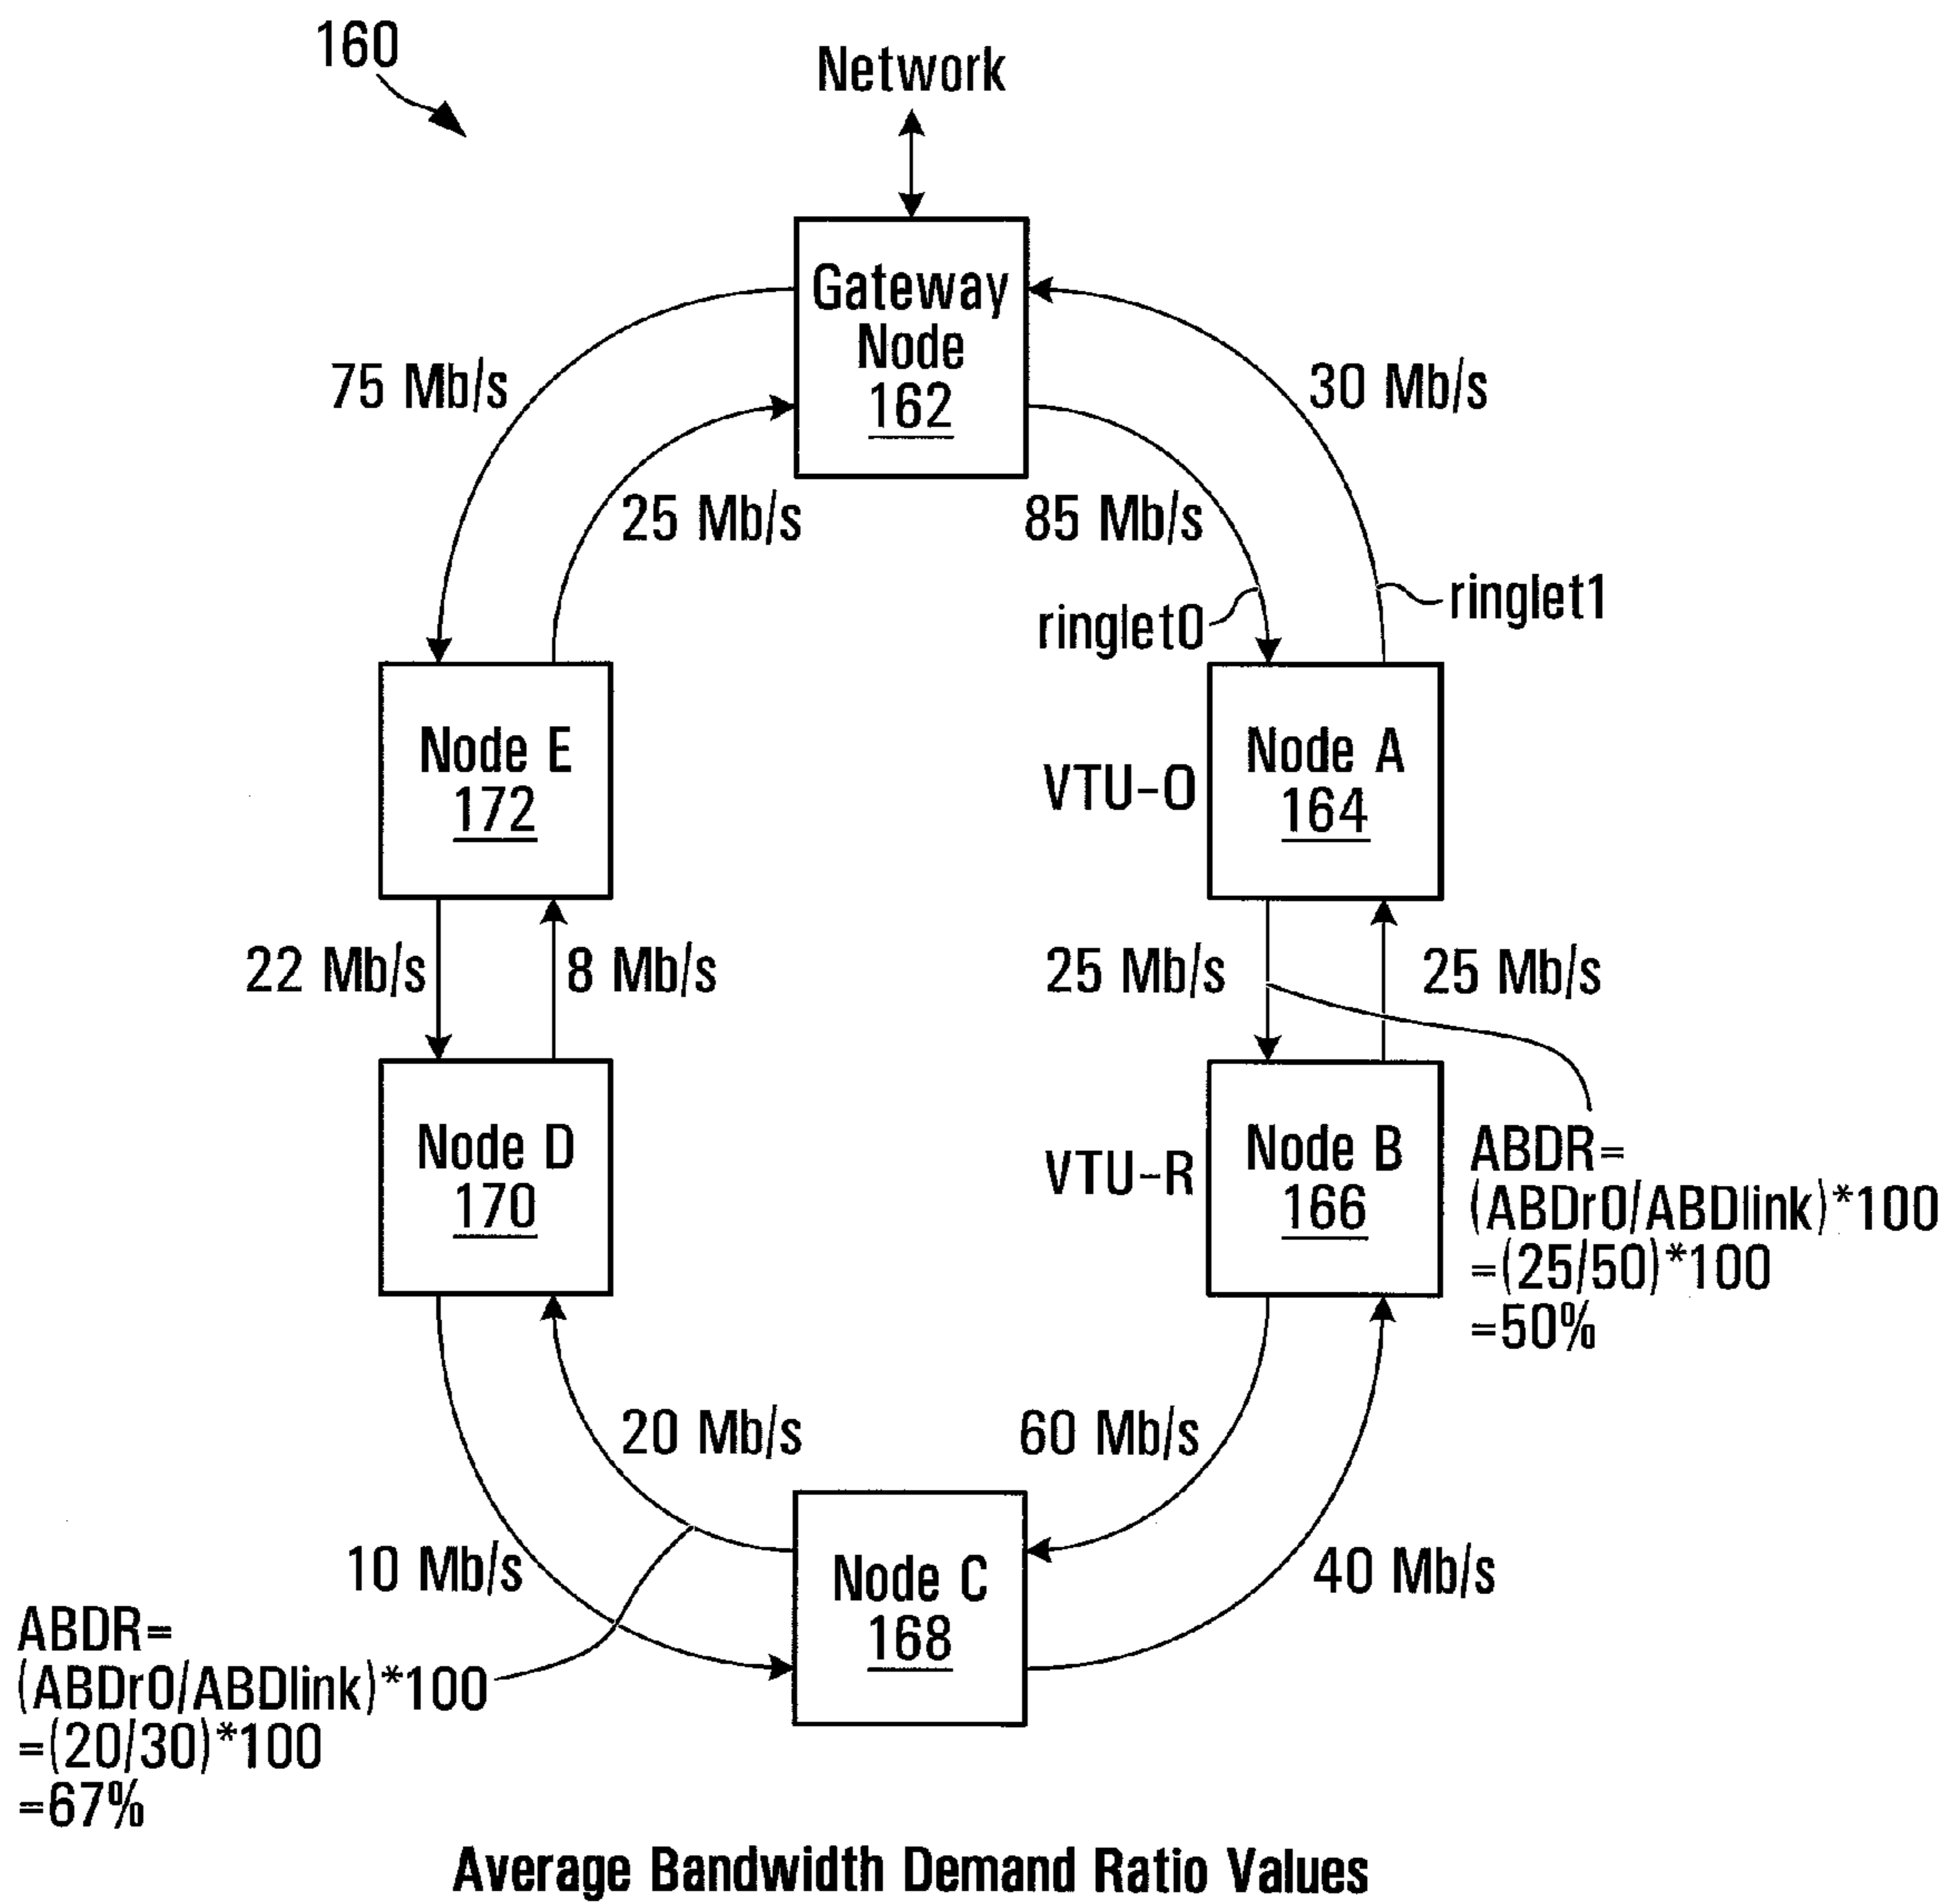 160
Network
Gateway
Node
162
75 Mb/s
30 Mb/s
25 Mb/s
85 Mb/s
ringlet0
ringlet1
Node E
172
VTU-O
Node A
164
22 Mb/s
8 Mb/s
25 Mb/s
25 Mb/s
Node D
170
VTU-R
Node B
166
ABDR=
(ABDr0/ABDlink)*100
=(25/50)*100
=50%
20 Mb/s
60 Mb/s
10 Mb/s
Node C
168
40 Mb/s
ABDR=
(ABDr0/ABDlink)*100
=(20/30)*100
=67%
Average Bandwidth Demand Ratio Values